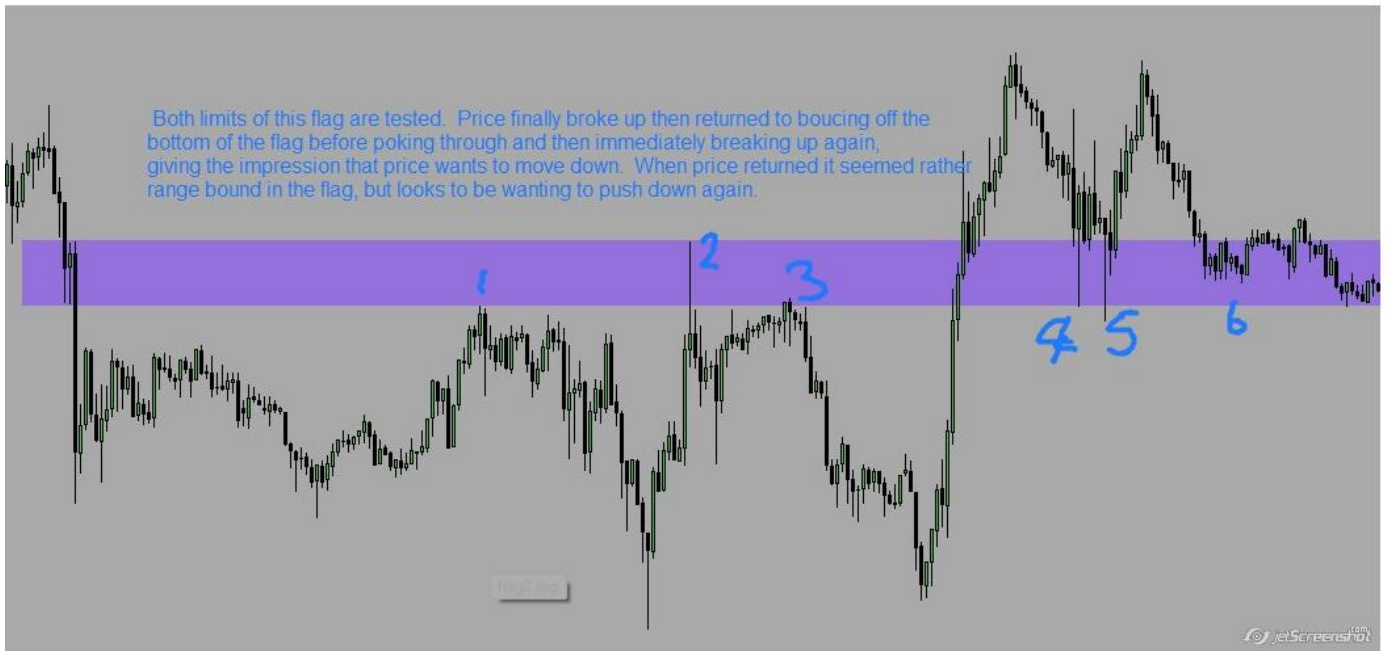 Both limits of this flag are tested.  Price finally broke up then returned to boucing off the
bottom of the flag before poking through and then immediately breaking up again,
giving the impression that price wants to move down.  When price returned it seemed rather
range bound in the flag, but looks to be wanting to push down again.
1
2
3
4
5
6
jetScreenshot
.com